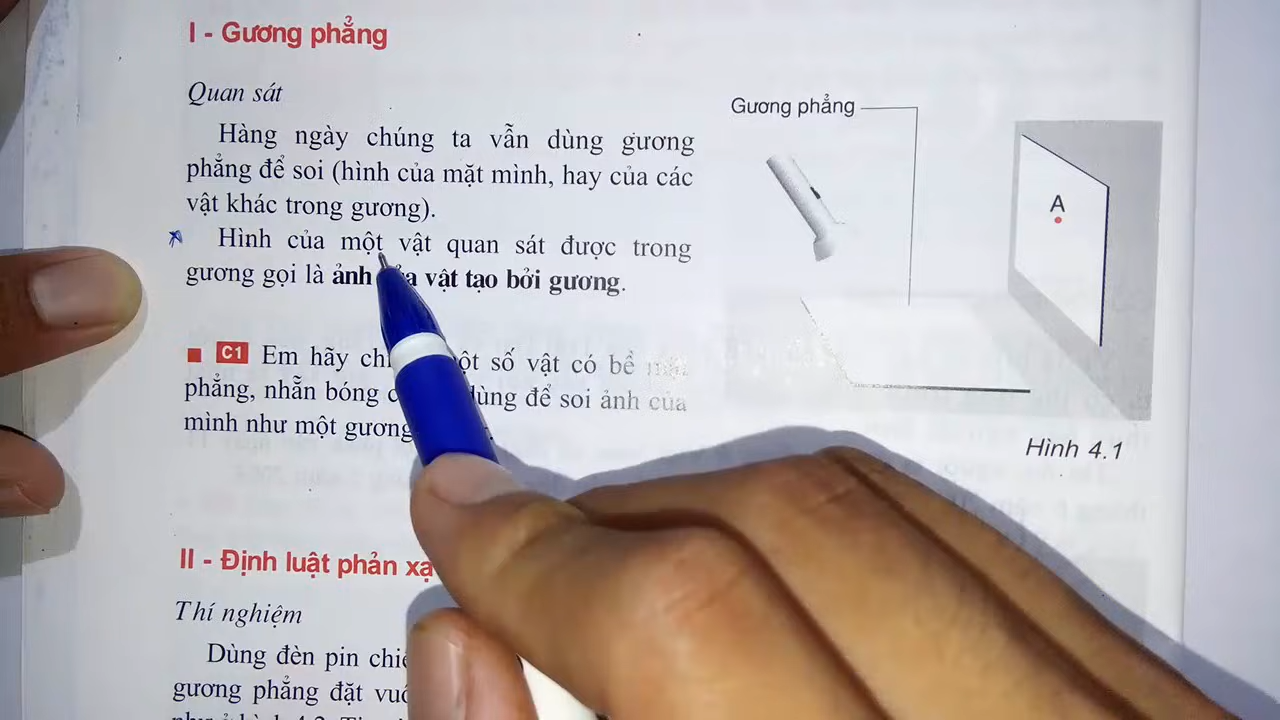 I - Gương phẳng
Quan sát
Hàng ngày chúng ta vẫn dùng gương
phẳng để soi (hình của mặt mình, hay của các
vật khác trong gương).
Hình của một vật quan sát được trong
gương gọi là ảnh của vật tạo bởi gương.
C1 Em hãy chỉ một số vật có bề mặt
phẳng, nhẵn bóng dùng để soi ảnh của
mình như một gương
II - Định luật phản xạ
Thí nghiệm
Dùng đèn pin
gương phẳng đặt
Gương phẳng
A
Hình 4.1